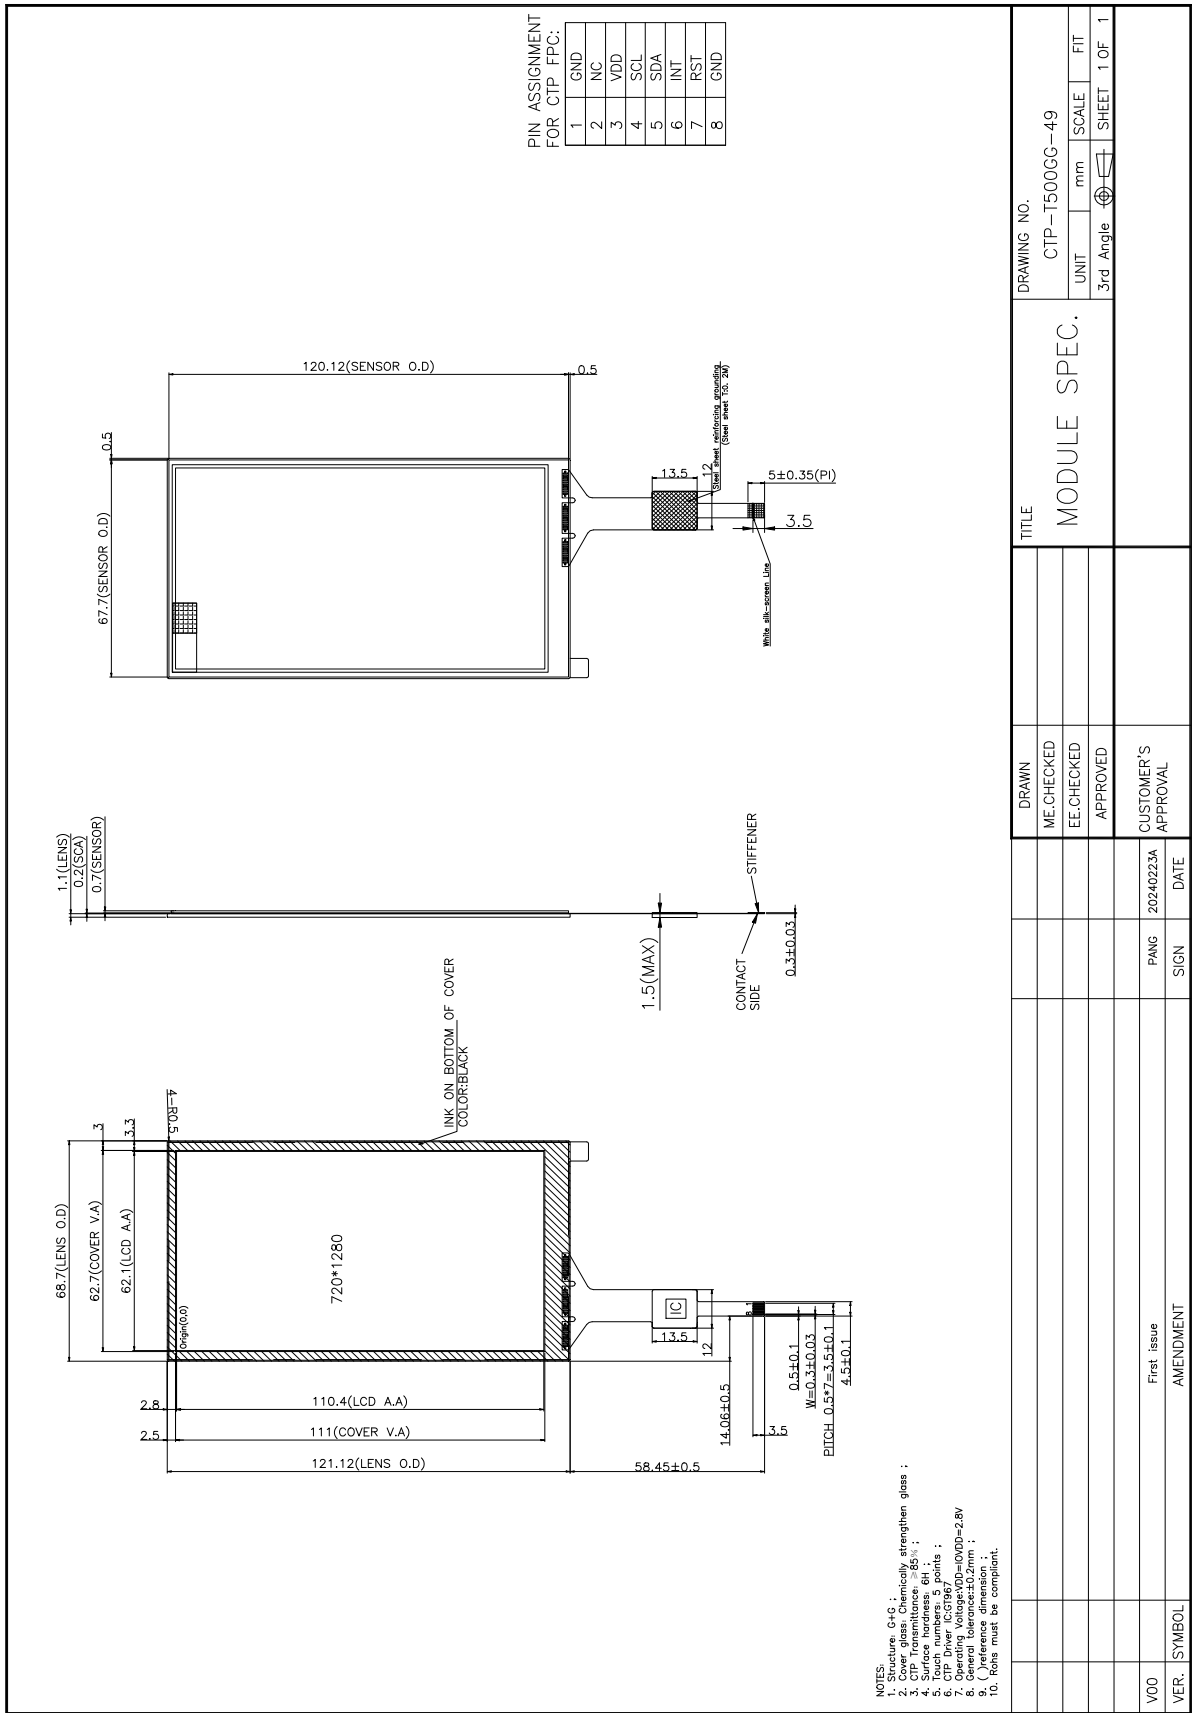 NOTES:
1. Structure: G+G ;
2. Cover glass: Chemically strengthen glass ;
3. CTP Transmittance: ≥85% ;
4. Surface hardness: 6H ;
5. Touch numbers: 5 points ;
6. CTP Driver IC:GT967
7. Operating Voltage:VDD=IOVDD=2.8V
8. General tolerance:±0.2mm ;
9. ( )reference dimension ;
10. Rohs must be compliant.
68.7(LENS O.D)
62.7(COVER V.A)
3
62.1(LCD A.A)
3.3
4-R0.5
2.8
2.5
110.4(LCD A.A)
111(COVER V.A)
121.12(LENS O.D)
58.45±0.5
Origin(0,0)
720*1280
INK ON BOTTOM OF COVER
COLOR:BLACK
IC
13.5
12
8
1
14.06±0.5
0.5±0.1
W=0.3±0.03
PITCH 0.5*7=3.5±0.1
4.5±0.1
3.5
1.1(LENS)
0.2(SCA)
0.7(SENSOR)
1.5(MAX)
CONTACT
SIDE
STIFFENER
0.3±0.03
67.7(SENSOR O.D)
0.5
120.12(SENSOR O.D)
0.5
13.5
12
Steel sheet reinforcing grounding
(Steel sheet T:0. 2M)
5±0.35(PI)
3.5
White silk-screen Line
PIN ASSIGNMENT
FOR CTP FPC:
1 GND
2 NC
3 VDD
4 SCL
5 SDA
6 INT
7 RST
8 GND
V00 First issue PANG 20240223A
VER. SYMBOL AMENDMENT SIGN DATE
DRAWN
ME.CHECKED
EE.CHECKED
APPROVED
CUSTOMER'S
APPROVAL
TITLE
MODULE SPEC.
DRAWING NO.
CTP-T500GG-49
UNIT mm SCALE FIT
3rd Angle SHEET 1 OF 1